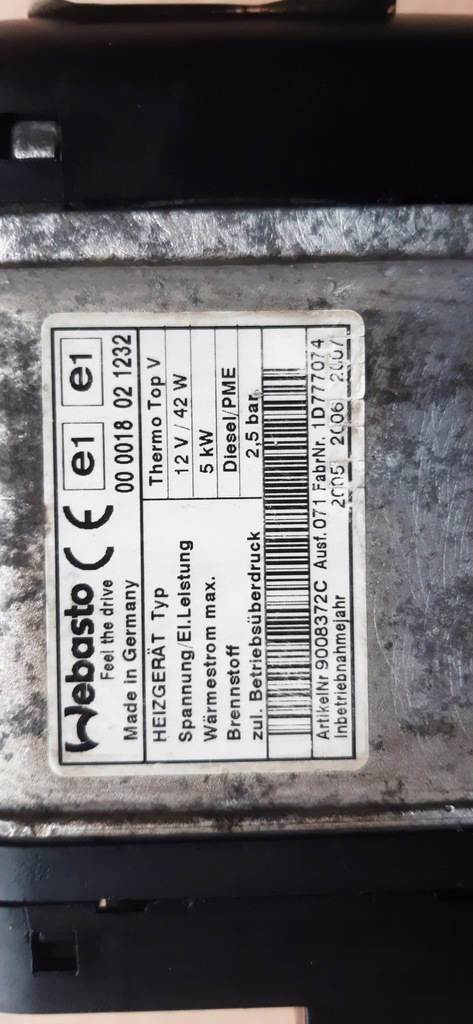 Webasto CE e1 e1
Feel the drive
Made in Germany 00 0018 02 1232
HEIZGERÄT Typ Thermo Top V
Spannung/El.Leistung 12 V / 42 W
Wärmestrom max. 5 kW
Brennstoff Diesel/PME
zul. Betriebsüberdruck 2,5 bar
ArtikelNr 9008372C Ausf. 071 FabrNr. 1D777074
Inbetriebnahmejahr 2005 2006 2007